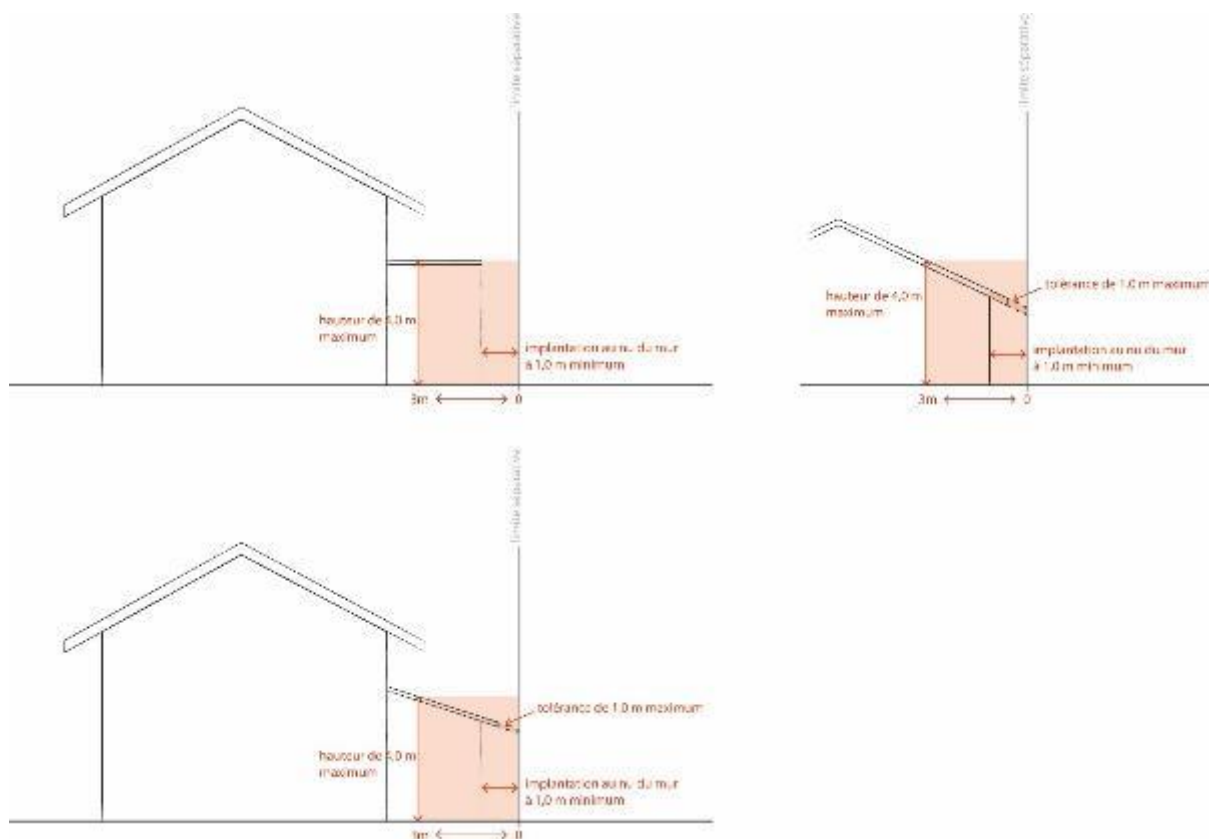 limite séparative
limite séparative
hauteur de 4,0 m
maximum
implantation au nu du mur
à 1,0 m minimum
3m
0
tolérance de 1,0 m maximum
hauteur de 4,0 m
maximum
implantation au nu du mur
à 1,0 m minimum
3m
0
limite séparative
tolérance de 1,0 m maximum
hauteur de 4,0 m
maximum
implantation au nu du mur
à 1,0 m minimum
3m
0